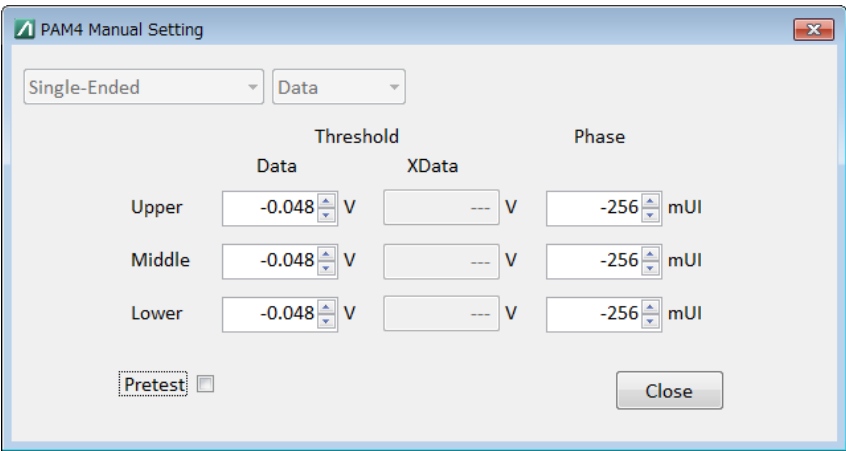 PAM4 Manual Setting
Single-Ended Data
Threshold Phase
Data XData
Upper -0.048 V --- V -256 mUI
Middle -0.048 V --- V -256 mUI
Lower -0.048 V --- V -256 mUI
Pretest Close